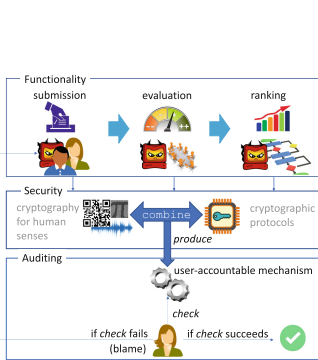 Functionality
submission evaluation ranking
-- ++
Security
cryptography
for human
senses
combine
cryptographic
protocols
produce
Auditing
user-accountable mechanism
check
if check fails
(blame)
if check succeeds